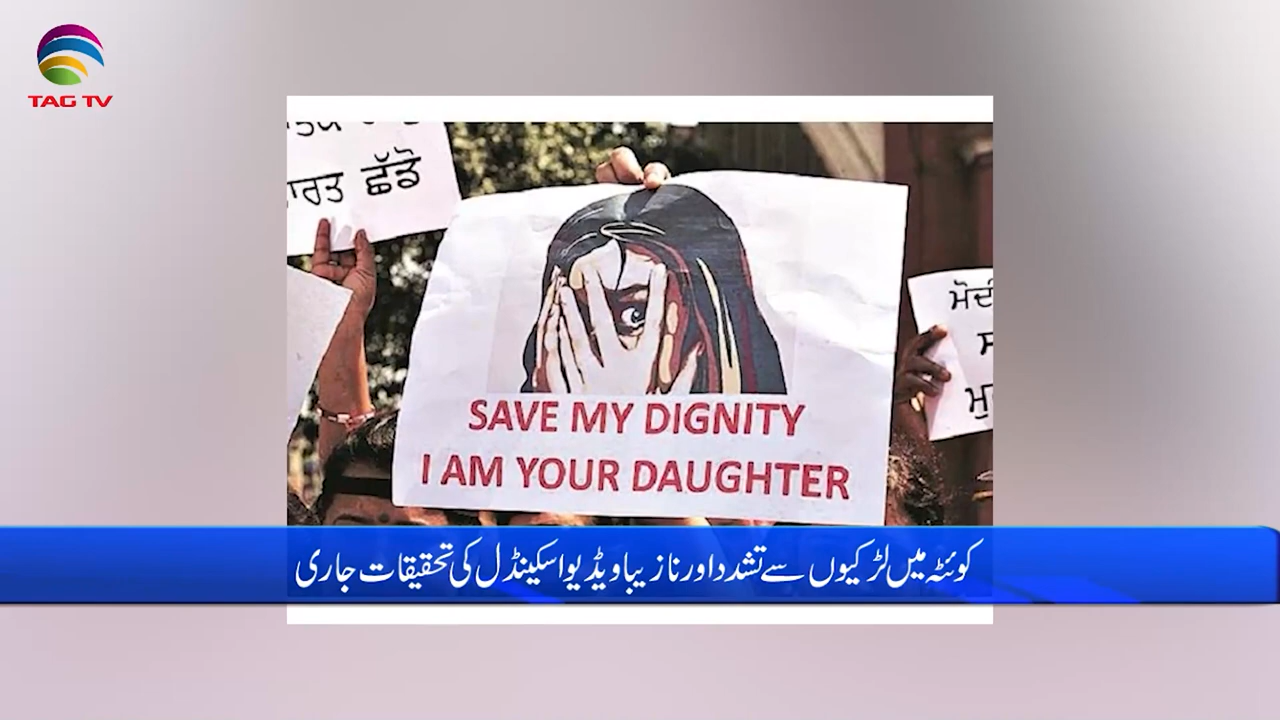 TAG TV
ਾਰਤ ਛੱਡੋ
SAVE MY DIGNITY
I AM YOUR DAUGHTER
کوئٹہ میں لڑکیوں سے تشدد اور نازیبا ویڈیو اسکینڈل کی تحقیقات جاری